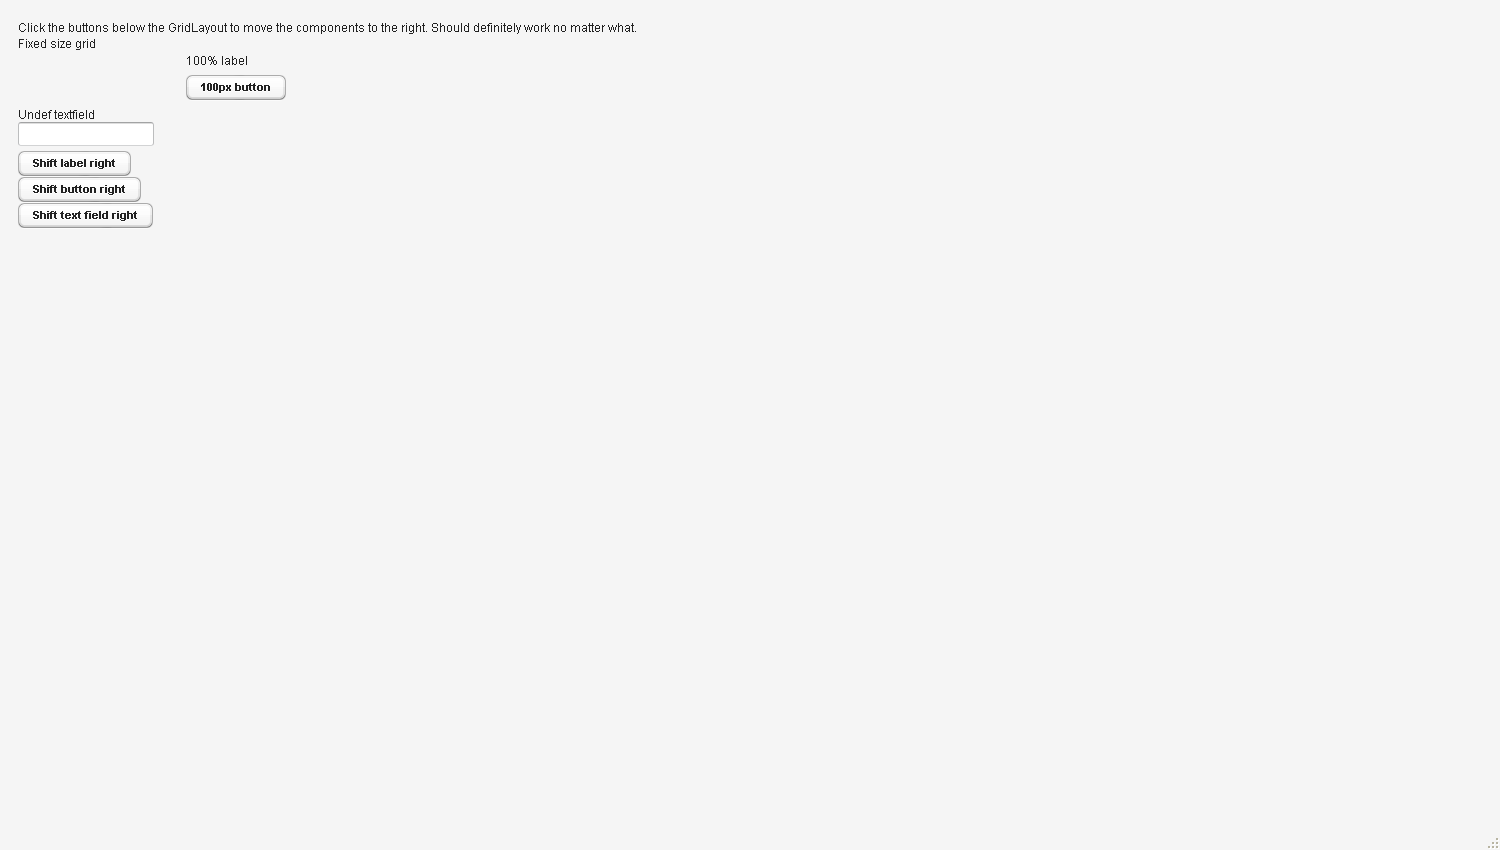 Click the buttons below the GridLayout to move the components to the right. Should definitely work no matter what.
Fixed size grid
100% label
100px button
Undef textfield
Shift label right
Shift button right
Shift text field right